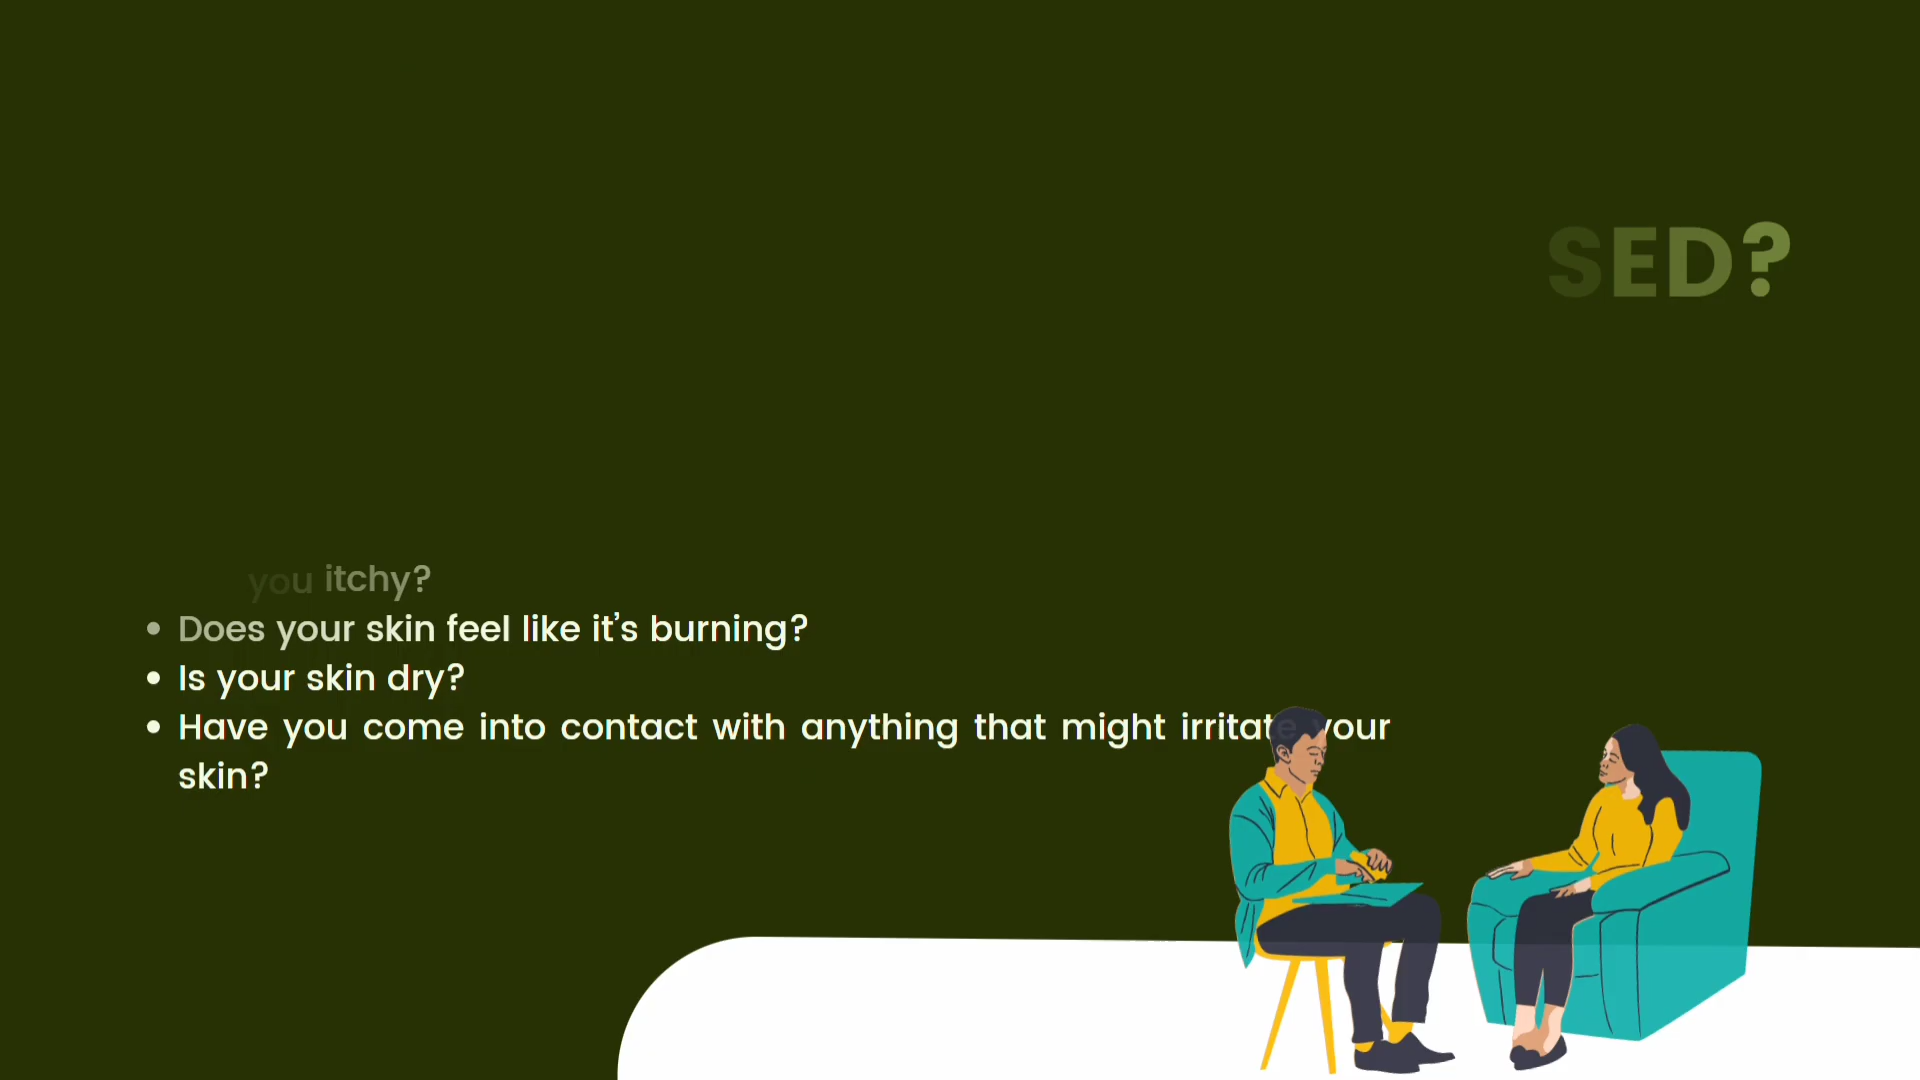 SED?
you itchy?
• Does your skin feel like it’s burning?
• Is your skin dry?
• Have you come into contact with anything that might irritate your
skin?